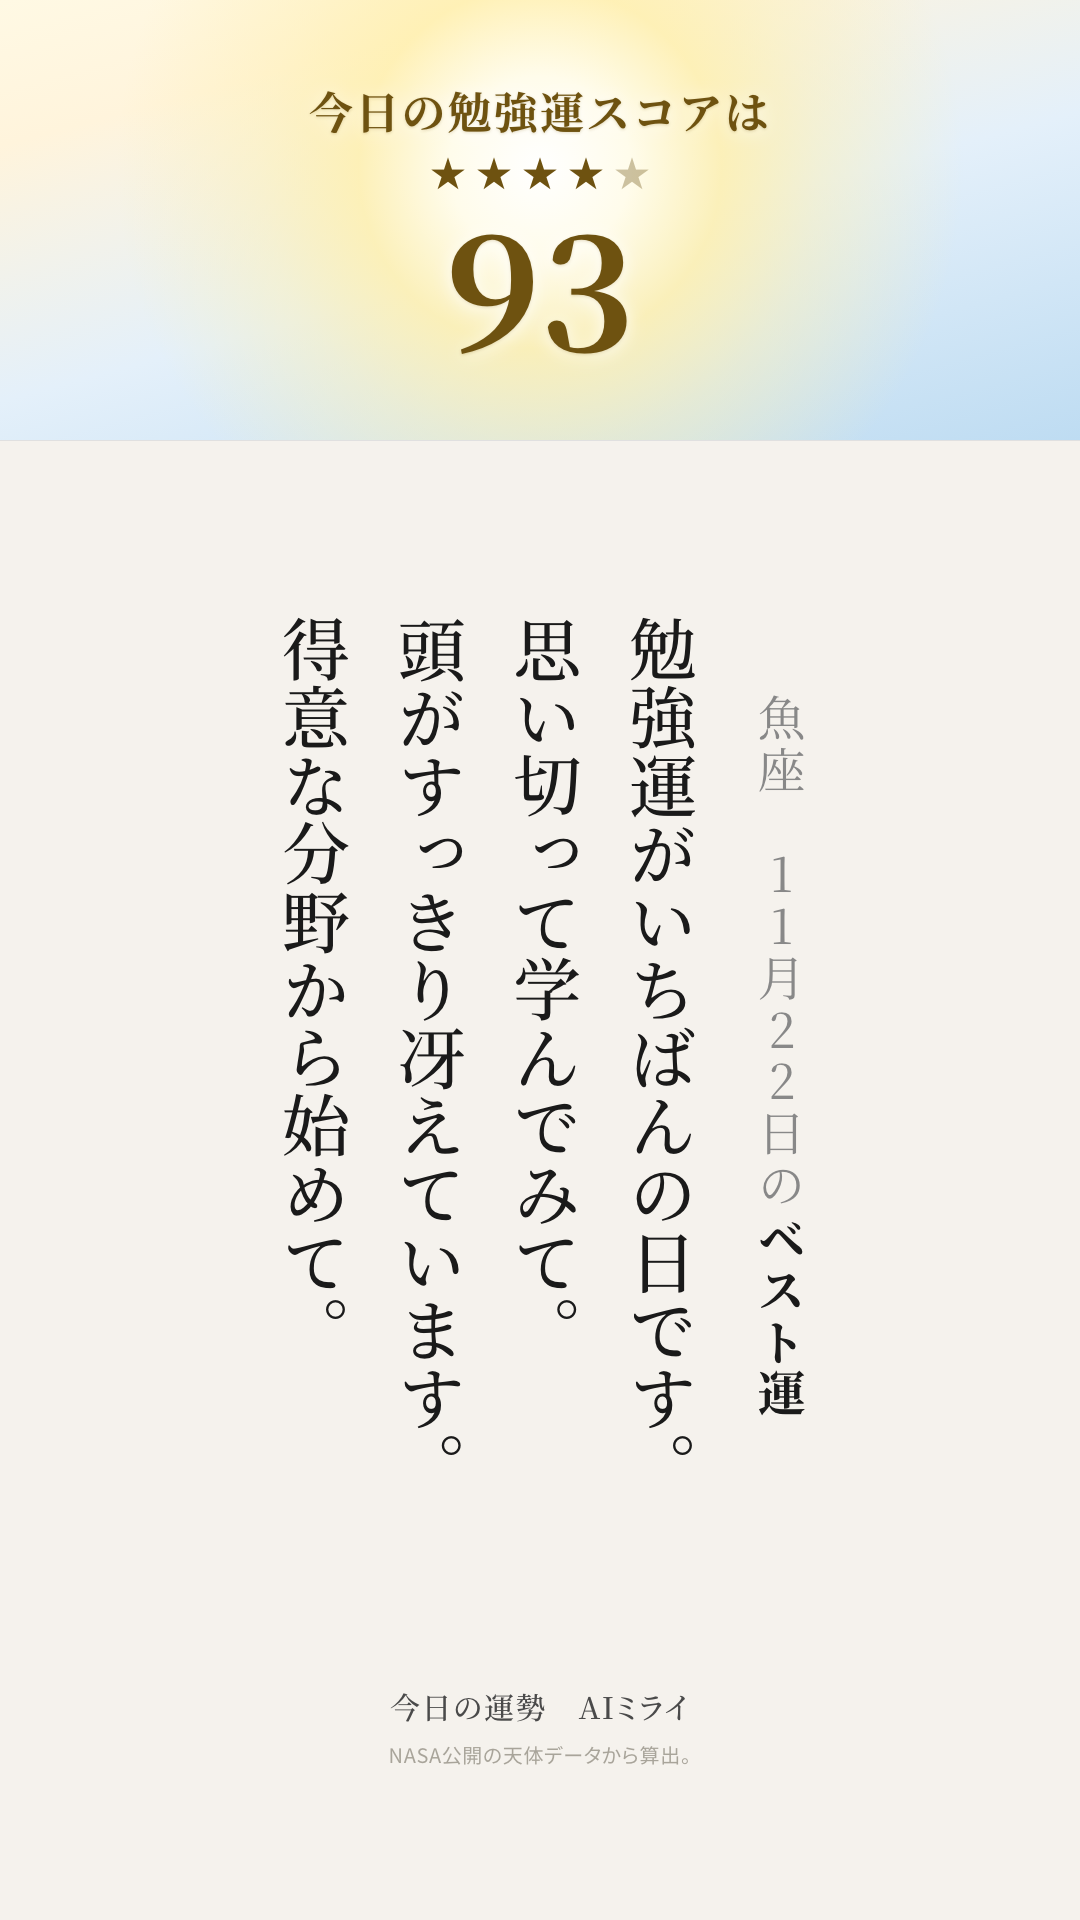 今日の勉強運スコアは
★★★★★
93
魚座　11月22日のベスト運
勉強運がいちばんの日です。
思い切って学んでみて。
頭がすっきり冴えています。
得意な分野から始めて。
今日の運勢　AIミライ
NASA公開の天体データから算出。